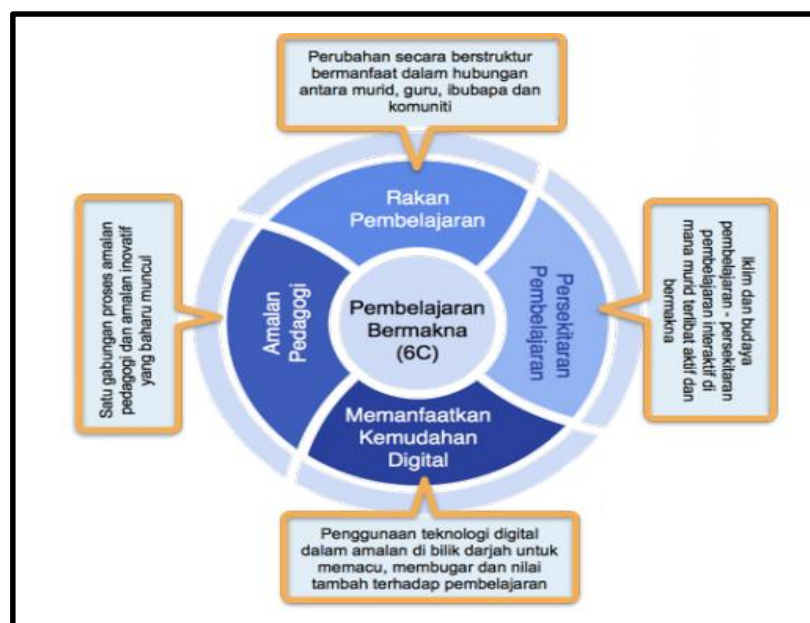 Perubahan secara berstruktur
bermanfaat dalam hubungan
antara murid, guru, ibubapa dan
komuniti
Rakan
Pembelajaran
Satu gabungan proses amalan
pedagogi dan amalan inovatif
yang baharu muncul
Amalan
Pedagogi
Pembelajaran
Bermakna
(6C)
Persekitaran
Pembelajaran
Iklim dan budaya
pembelajaran - persekitaran
pembelajaran interaktif di
mana murid terlibat aktif dan
bermakna
Memanfaatkan
Kemudahan
Digital
Penggunaan teknologi digital
dalam amalan di bilik darjah untuk
memacu, membugar dan nilai
tambah terhadap pembelajaran